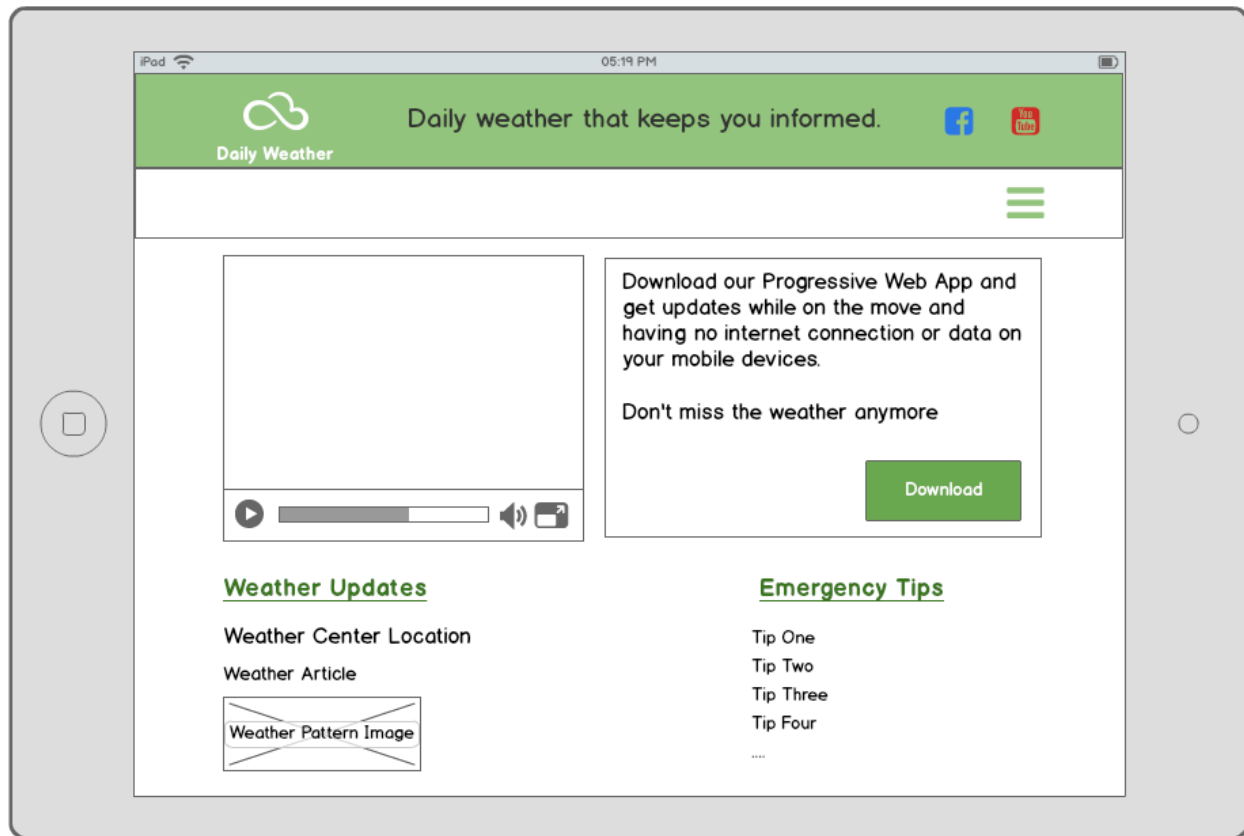 iPad 05:19 PM
Daily weather that keeps you informed.
You
Tube
Daily Weather
Download our Progressive Web App and
get updates while on the move and
having no internet connection or data on
your mobile devices.
Don't miss the weather anymore
Download
Weather Updates
Weather Center Location
Weather Article
Weather Pattern Image
Emergency Tips
Tip One
Tip Two
Tip Three
Tip Four
....